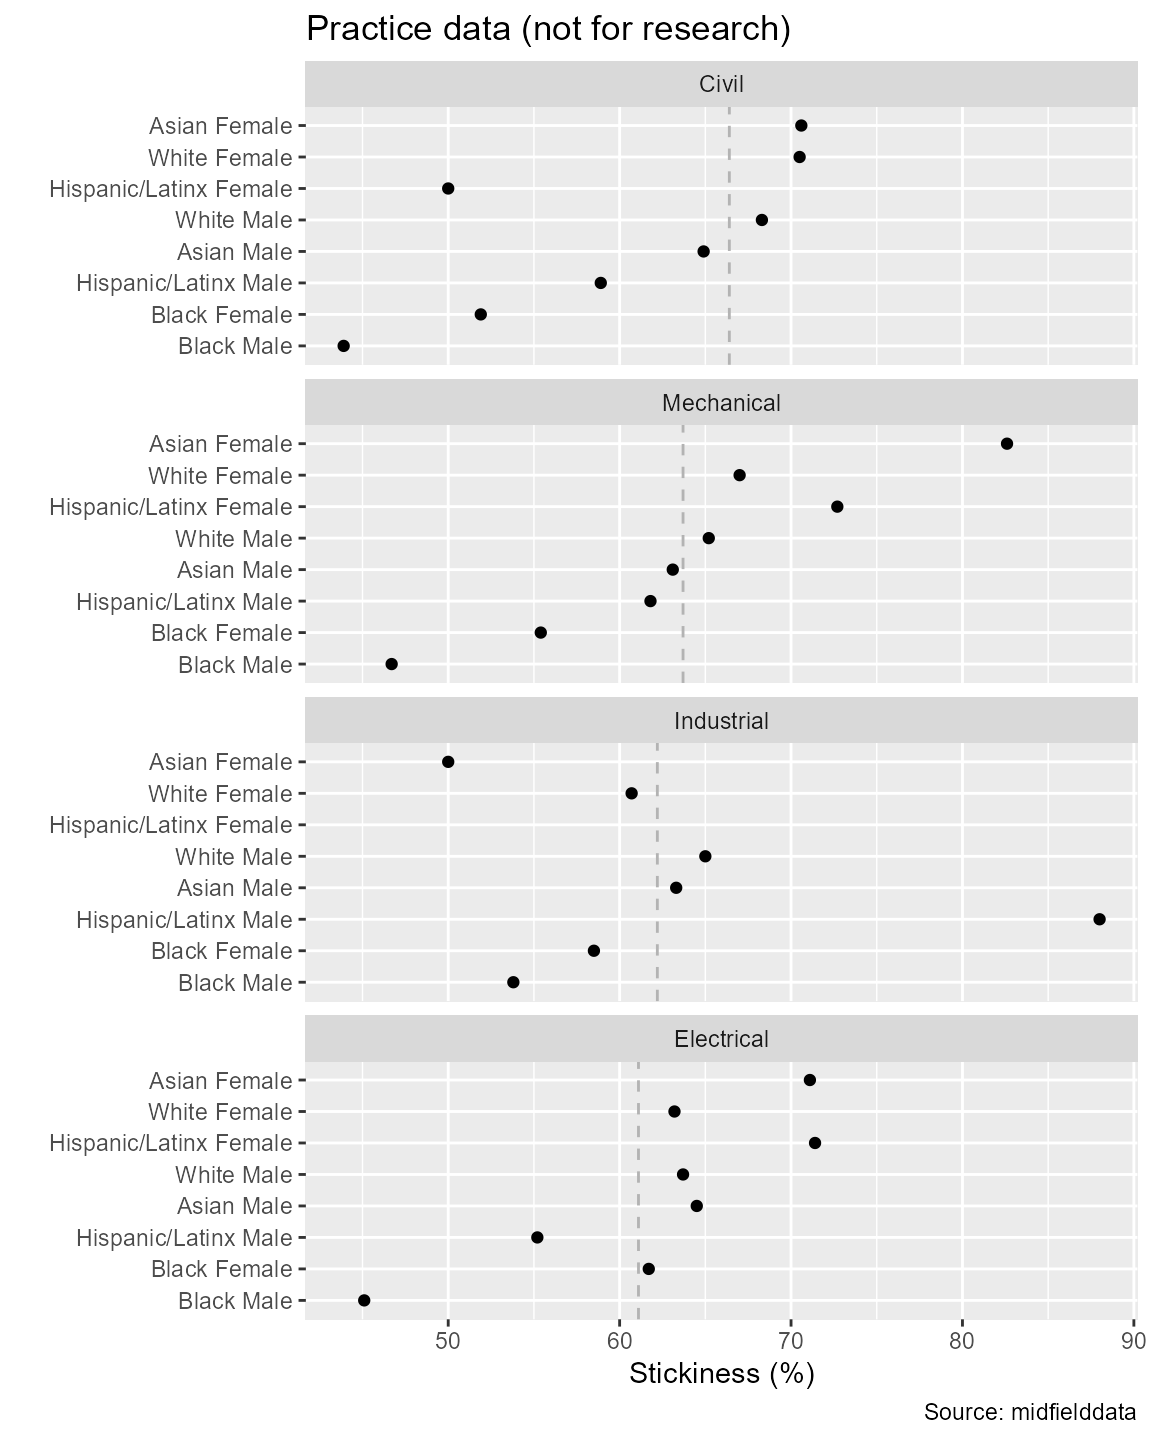 Practice data (not for research)
Civil
Asian Female
White Female
Hispanic/Latinx Female
White Male
Asian Male
Hispanic/Latinx Male
Black Female
Black Male
Mechanical
Asian Female
White Female
Hispanic/Latinx Female
White Male
Asian Male
Hispanic/Latinx Male
Black Female
Black Male
Industrial
Asian Female
White Female
Hispanic/Latinx Female
White Male
Asian Male
Hispanic/Latinx Male
Black Female
Black Male
Electrical
Asian Female
White Female
Hispanic/Latinx Female
White Male
Asian Male
Hispanic/Latinx Male
Black Female
Black Male
50 60 70 80 90
Stickiness (%)
Source: midfielddata